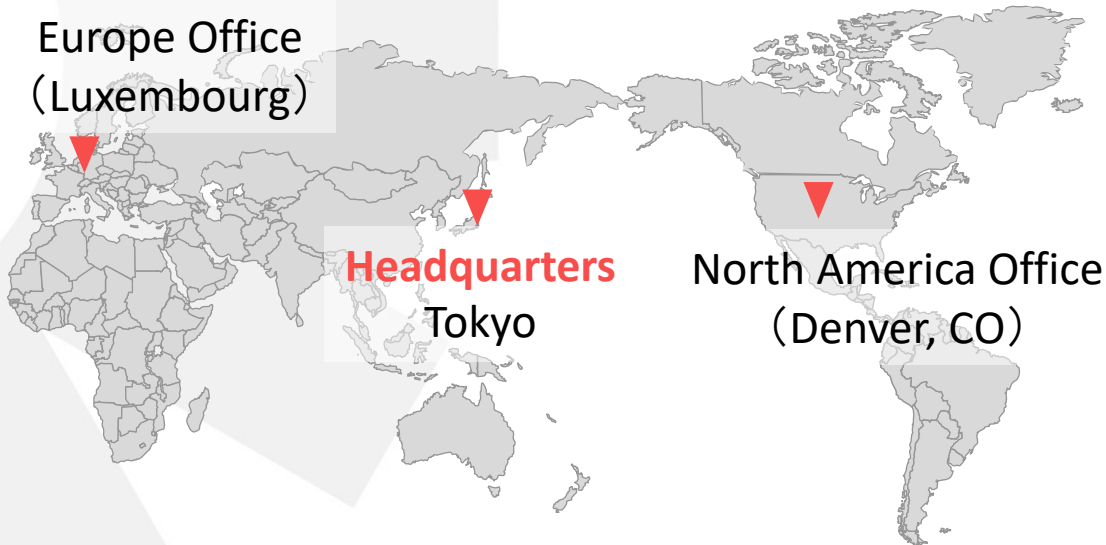 Europe Office
（Luxembourg）
Headquarters
Tokyo
North America Office
（Denver, CO）